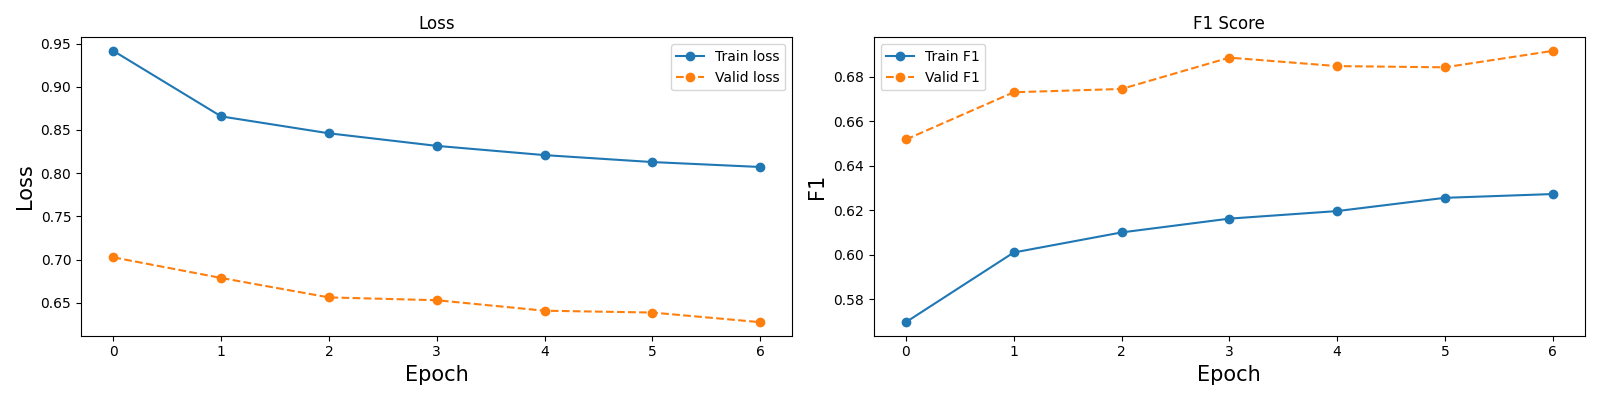 Loss
0.95
0.90
0.85
0.80
0.75
0.70
0.65
Loss
Train loss
Valid loss
0 1 2 3 4 5 6
Epoch
F1 Score
0.68
0.66
0.64
0.62
0.60
0.58
F1
Train F1
Valid F1
0 1 2 3 4 5 6
Epoch